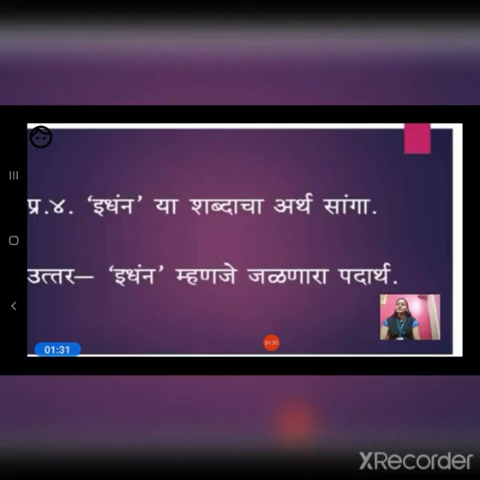 प्र.४. ‘इधंन’ या शब्दाचा अर्थ सांगा.
उत्तर– ‘इधंन’ म्हणजे जळणारा पदार्थ.
01:31
XRecorder